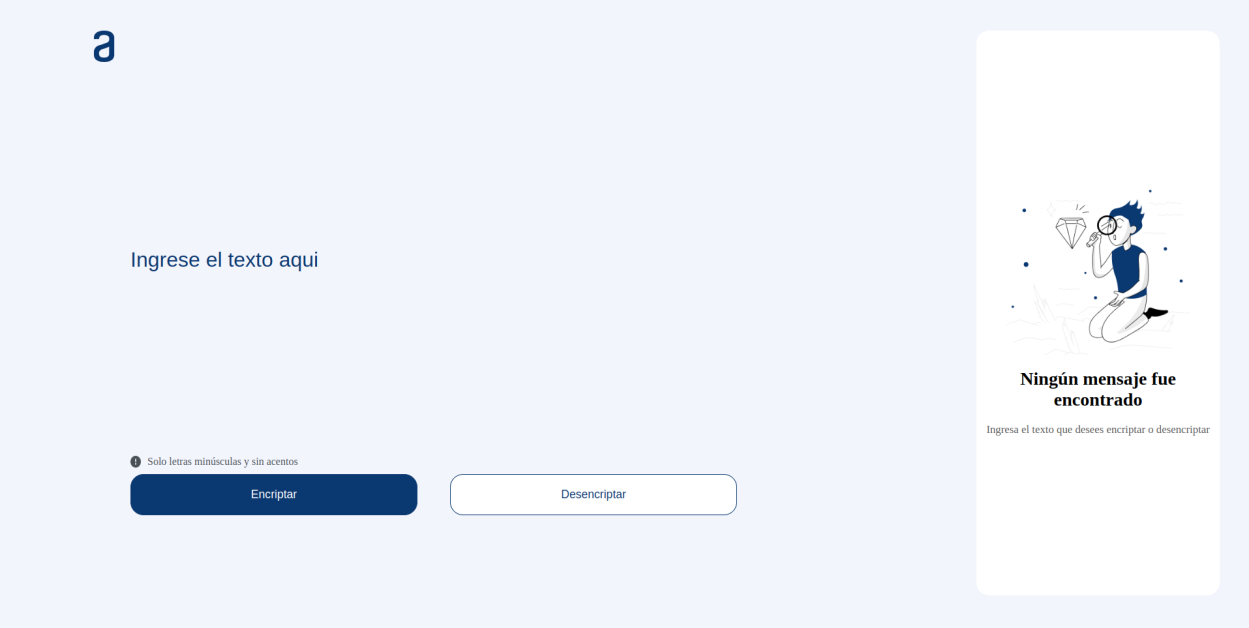 a
Ingrese el texto aqui
Solo letras minúsculas y sin acentos
Encriptar
Desencriptar
Ningún mensaje fue
encontrado
Ingresa el texto que desees encriptar o desencriptar